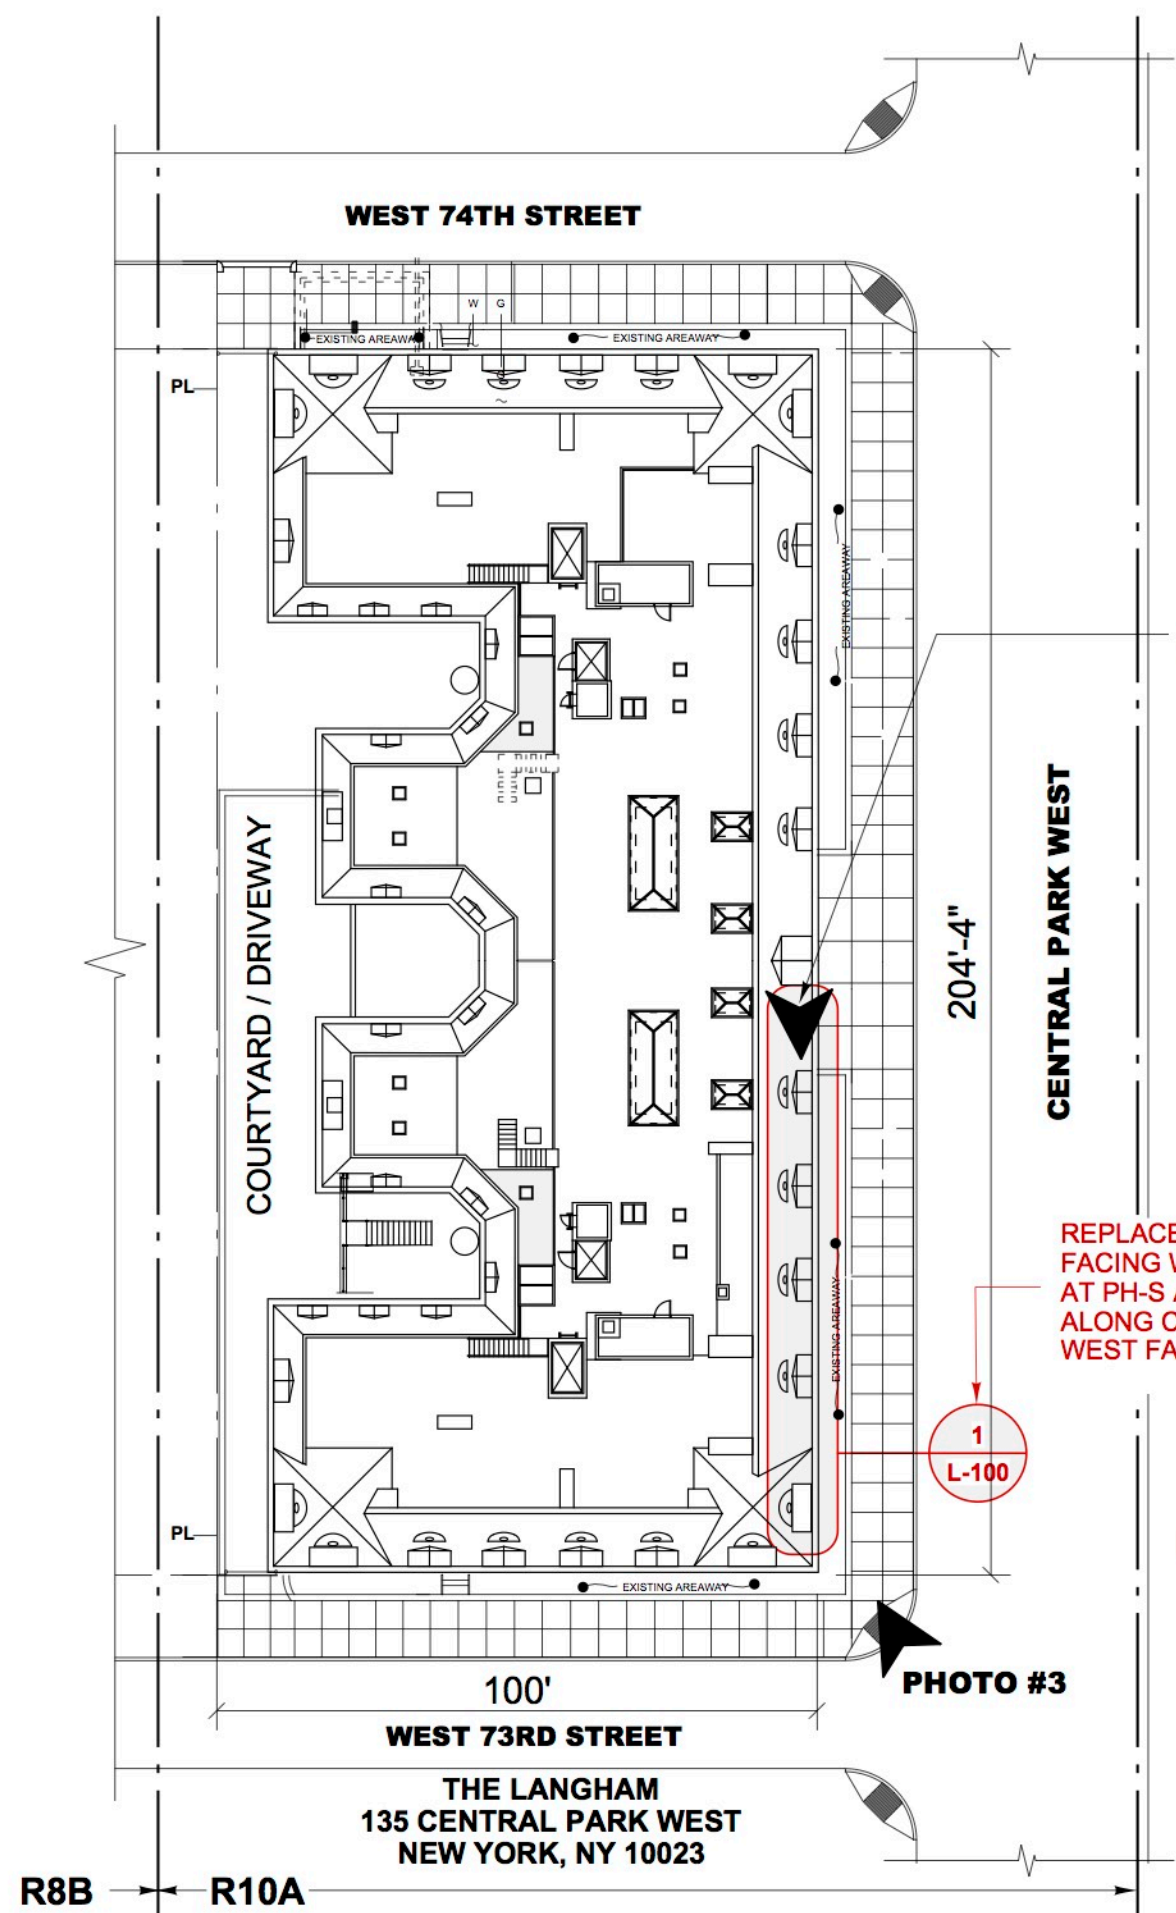 WEST 74TH STREET
W G
EXISTING AREAWA
EXISTING AREAWAY
PL
EXISTING AREAWAY
CENTRAL PARK WEST
204'-4"
COURTYARD / DRIVEWAY
REPLACE
FACING
AT PH-S
ALONG
WEST
EXISTING AREAWAY
1
L-100
PL
EXISTING AREAWAY
PHOTO #3
100'
WEST 73RD STREET
THE LANGHAM
135 CENTRAL PARK WEST
NEW YORK, NY 10023
R8B
R10A